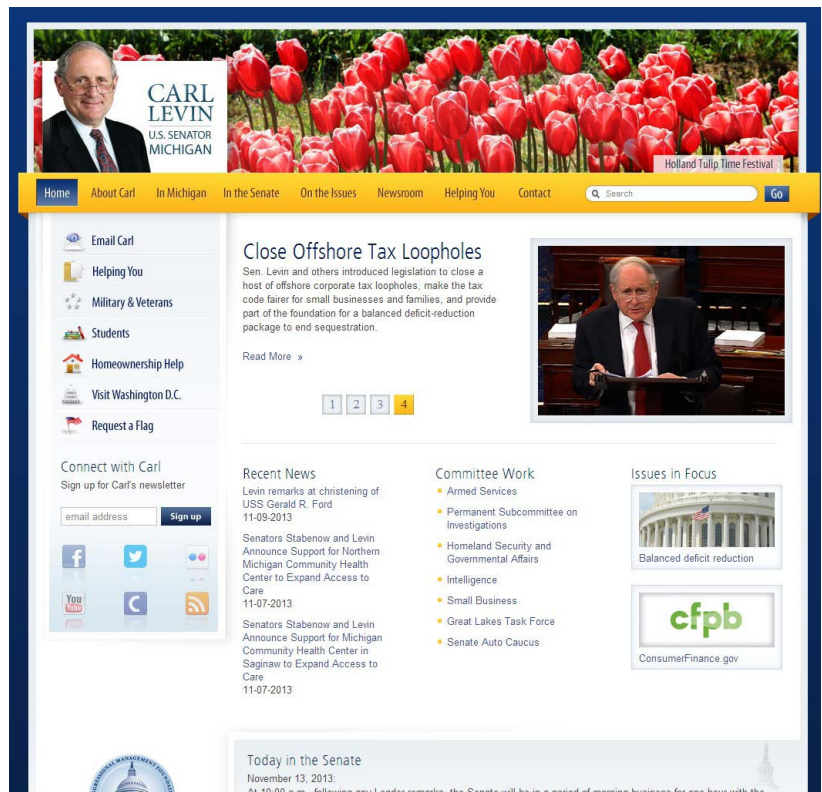 CARL
LEVIN
U.S. SENATOR
MICHIGAN
Holland Tulip Time Festival
Home About Carl In Michigan In the Senate On the Issues Newsroom Helping You Contact Search Go
Email Carl
Helping You
Military & Veterans
Students
Homeownership Help
Visit Washington D.C.
Request a Flag
Connect with Carl
Sign up for Carl's newsletter
email address Sign up
You
Tube
Close Offshore Tax Loopholes
Sen. Levin and others introduced legislation to close a
host of offshore corporate tax loopholes, make the tax
code fairer for small businesses and families, and provide
part of the foundation for a balanced deficit-reduction
package to end sequestration.
Read More »
1 2 3 4
Recent News
Levin remarks at christening of
USS Gerald R. Ford
11-09-2013
Senators Stabenow and Levin
Announce Support for Northern
Michigan Community Health
Center to Expand Access to
Care
11-07-2013
Senators Stabenow and Levin
Announce Support for Michigan
Community Health Center in
Saginaw to Expand Access to
Care
11-07-2013
Committee Work
Armed Services
Permanent Subcommittee on
Investigations
Homeland Security and
Governmental Affairs
Intelligence
Small Business
Great Lakes Task Force
Senate Auto Caucus
Issues in Focus
Balanced deficit reduction
cfpb
ConsumerFinance.gov
MANAGEMENT
Today in the Senate
November 13, 2013: